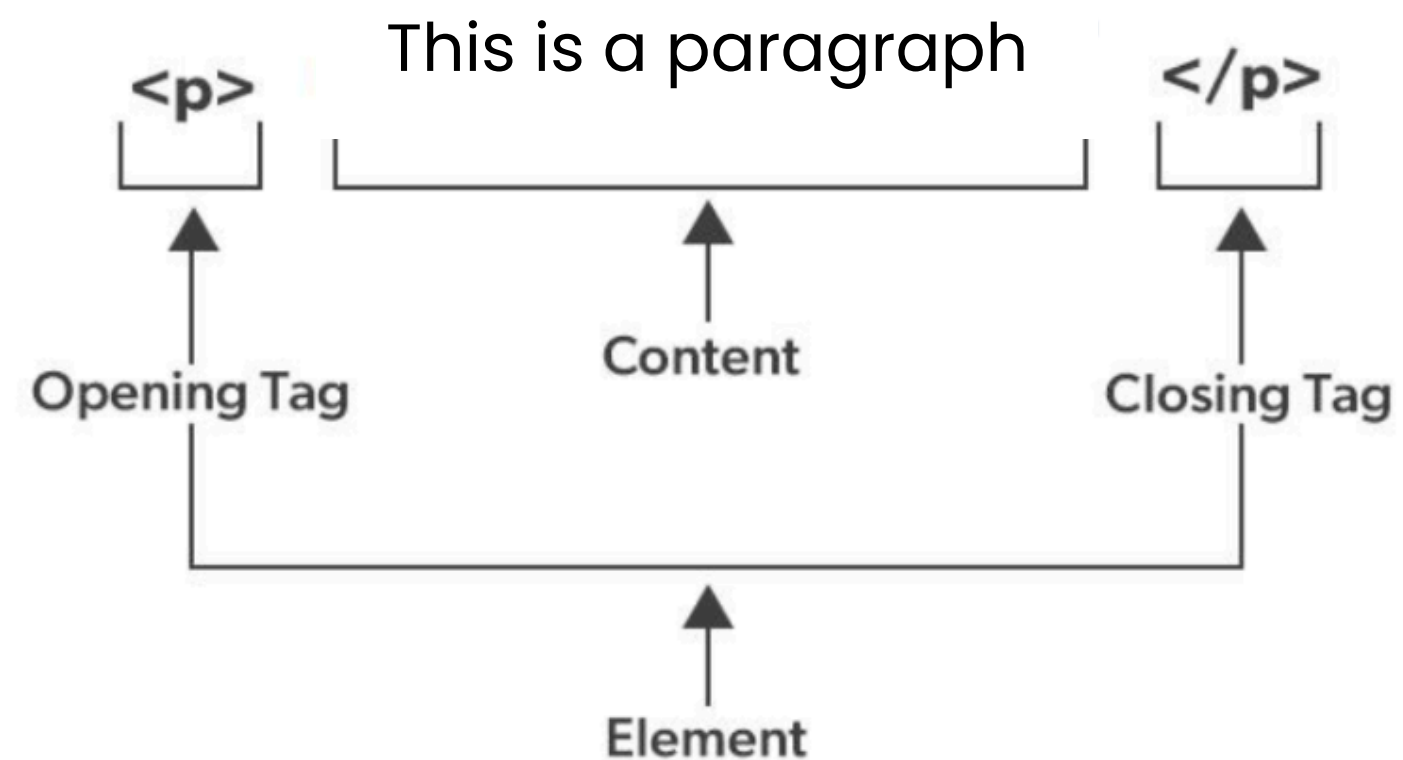 This is a paragraph
<p> </p>
Content
Opening Tag Closing Tag
Element